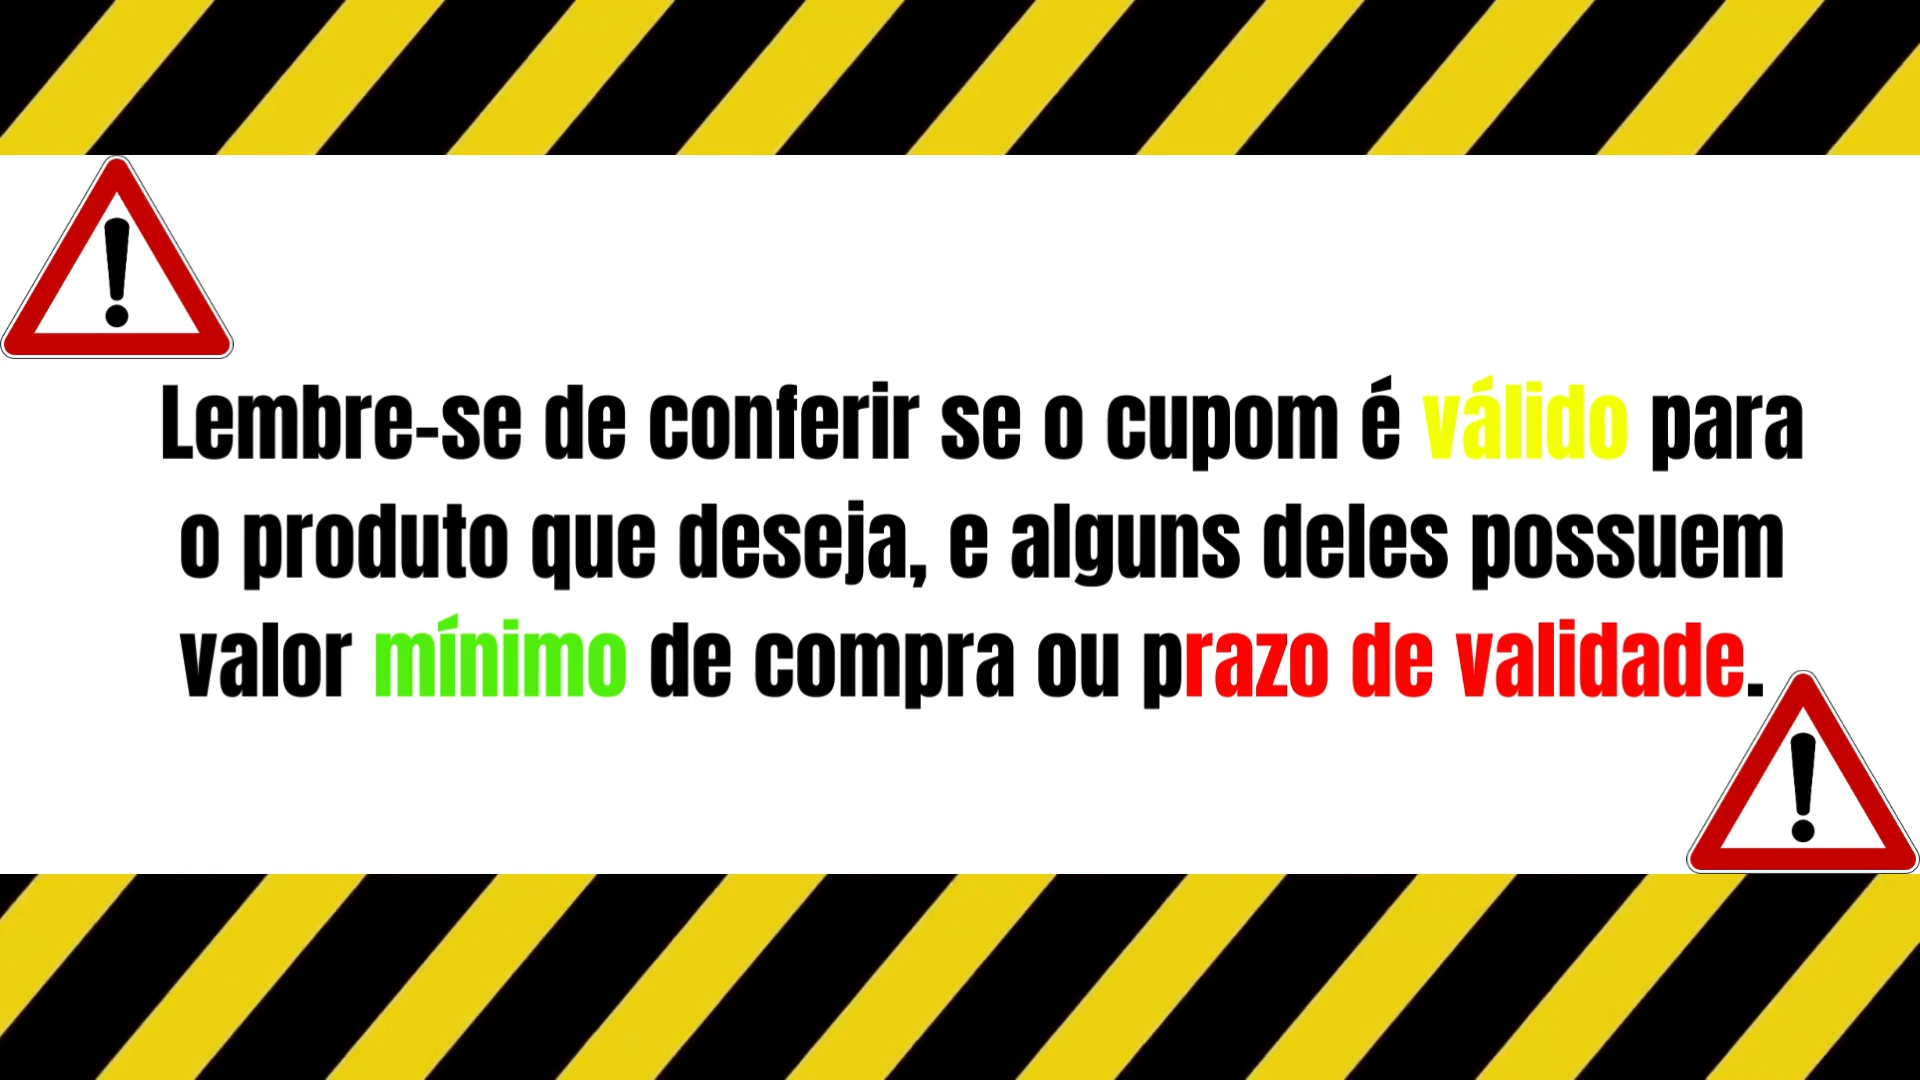 Lembre-se de conferir se o cupom é válido para
o produto que deseja, e alguns deles possuem
valor mínimo de compra ou prazo de validade.